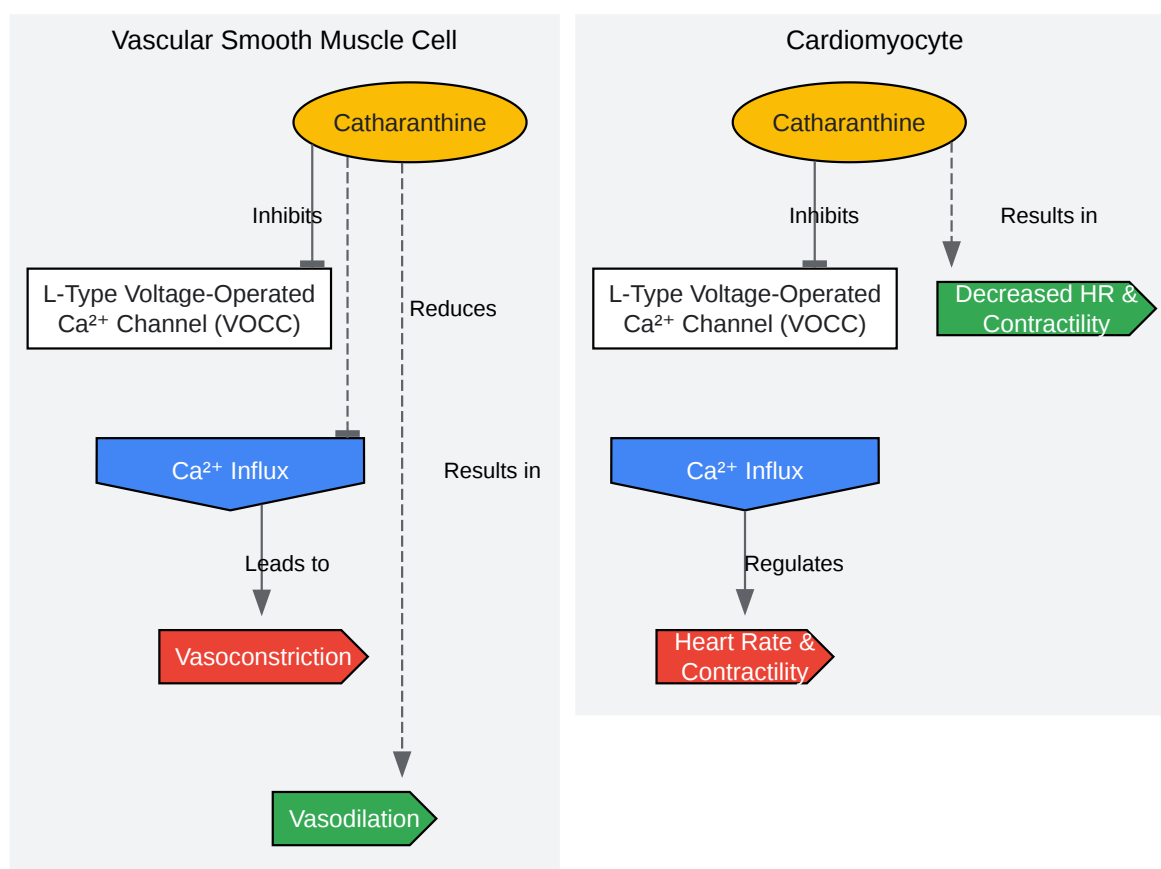 Vascular Smooth Muscle Cell
Catharanthine
Inhibits
L-Type Voltage-Operated
Ca²⁺ Channel (VOCC)
Reduces
Ca²⁺ Influx
Results in
Leads to
Vasoconstriction
Vasodilation
Cardiomyocyte
Catharanthine
Inhibits
Results in
L-Type Voltage-Operated
Ca²⁺ Channel (VOCC)
Decreased HR &
Contractility
Ca²⁺ Influx
Regulates
Heart Rate &
Contractility